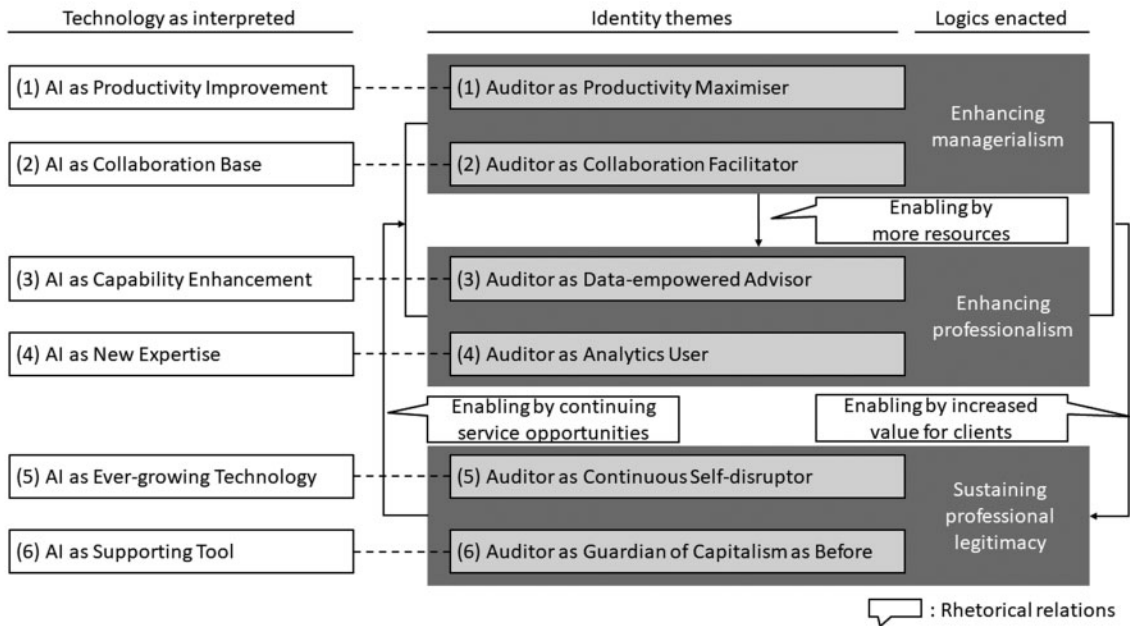 Technology as interpreted
Identity themes
Logics enacted
(1) AI as Productivity Improvement
(1) Auditor as Productivity Maximiser
Enhancing
managerialism
(2) AI as Collaboration Base
(2) Auditor as Collaboration Facilitator
Enabling by
more resources
(3) AI as Capability Enhancement
(3) Auditor as Data-empowered Advisor
Enhancing
professionalism
(4) AI as New Expertise
(4) Auditor as Analytics User
Enabling by continuing
service opportunities
Enabling by increased
value for clients
(5) AI as Ever-growing Technology
(5) Auditor as Continuous Self-disruptor
Sustaining
professional
legitimacy
(6) AI as Supporting Tool
(6) Auditor as Guardian of Capitalism as Before
: Rhetorical relations